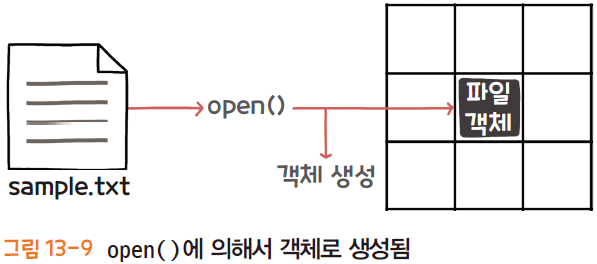 파일
객체
open()
객체 생성
sample.txt
그림 13-9 open()에 의해서 객체로 생성됨